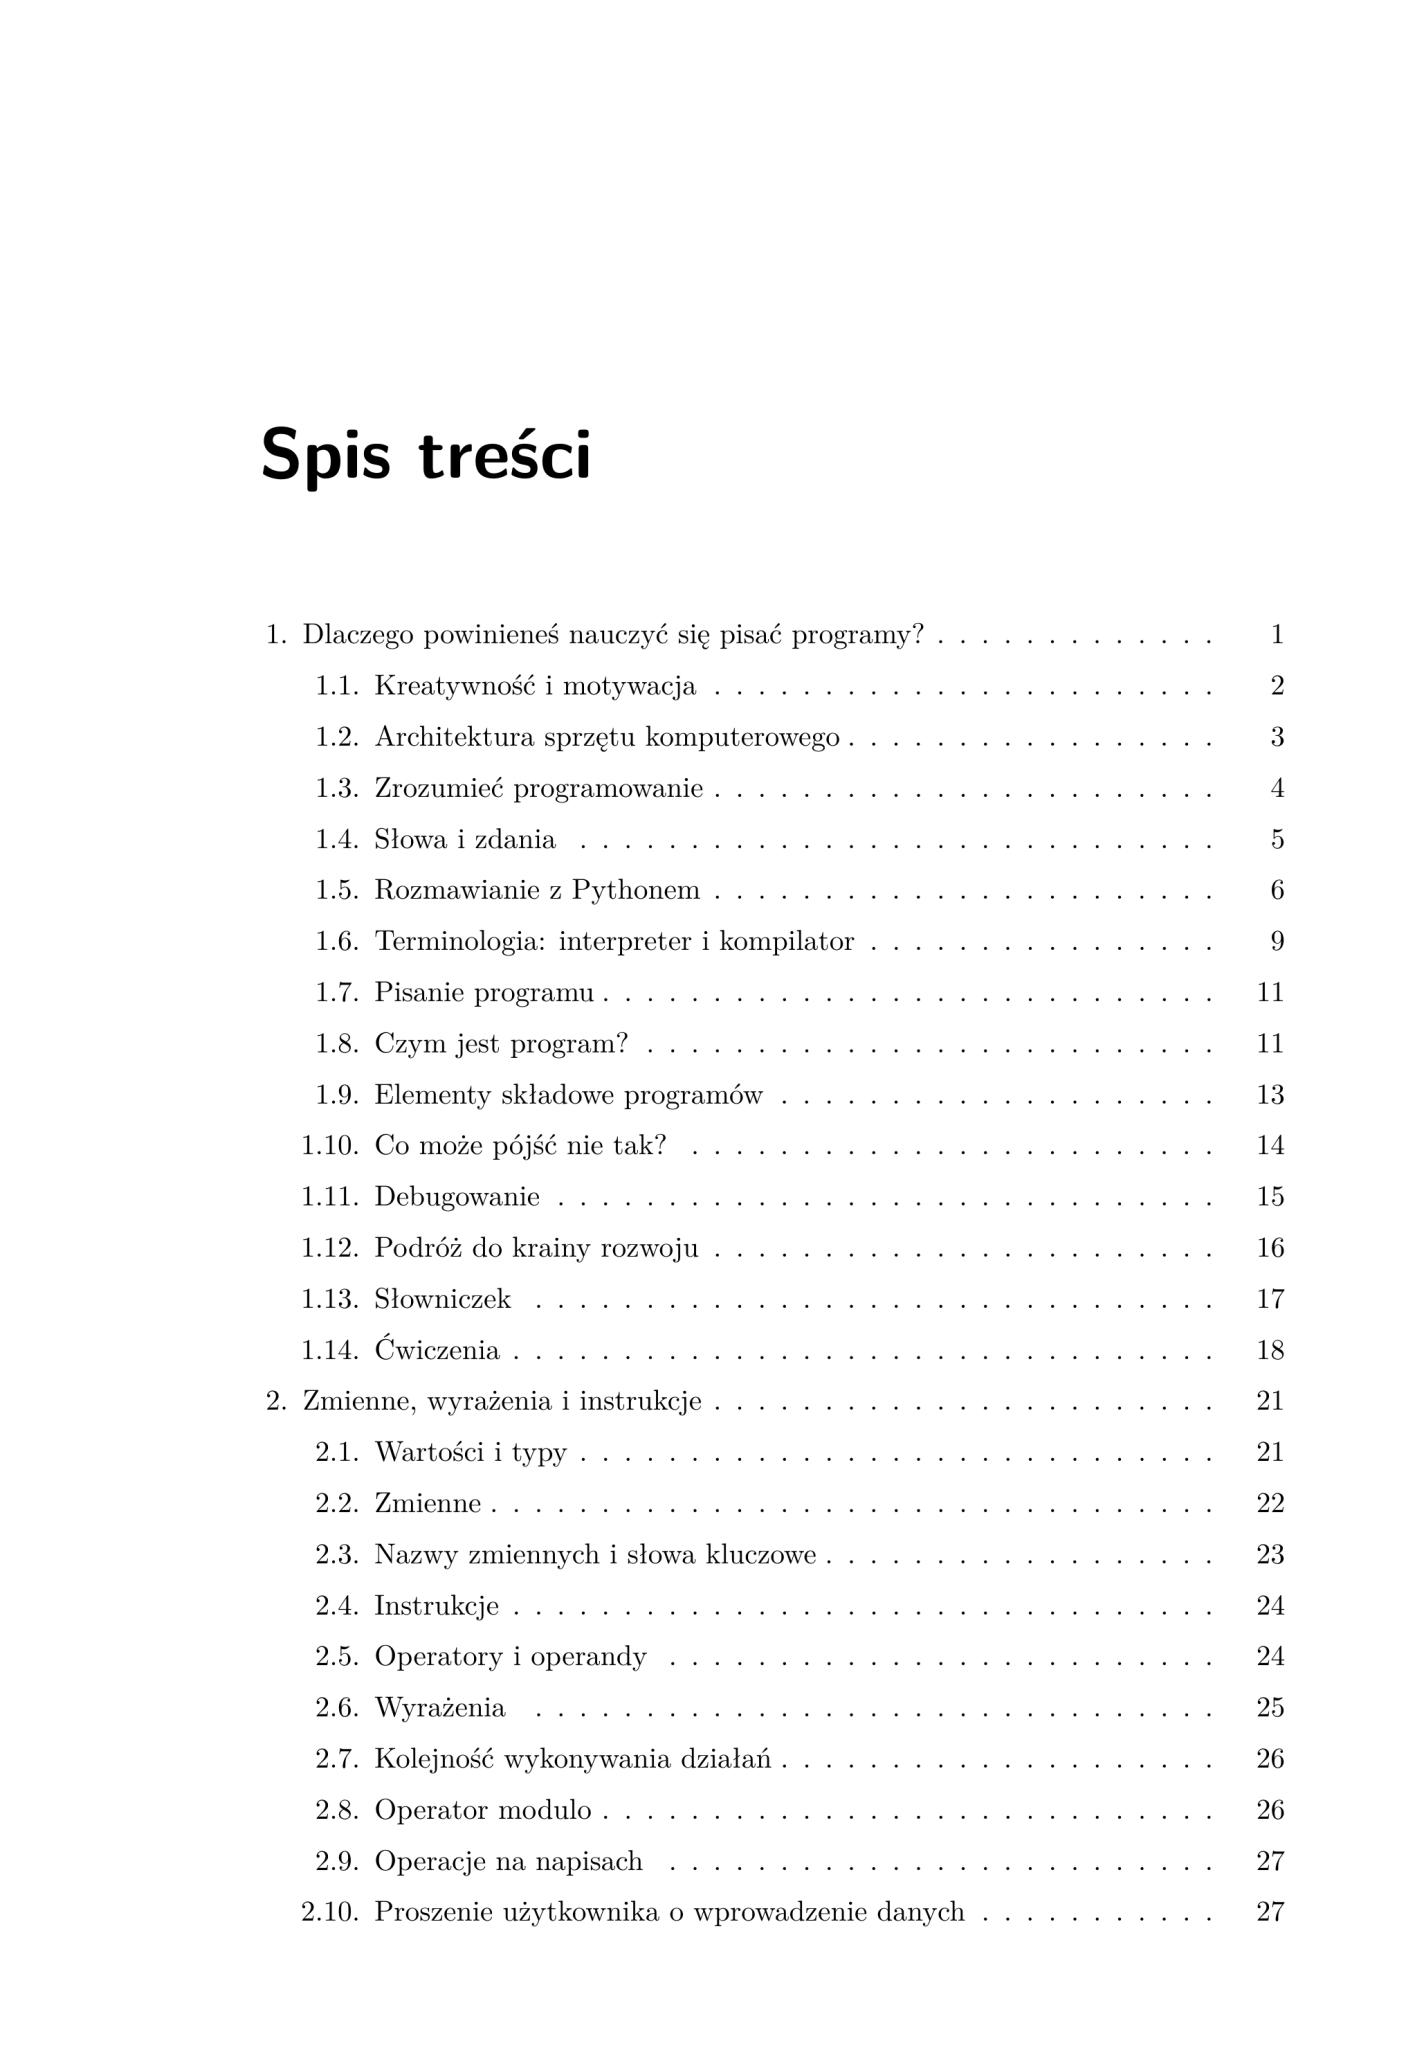 Spis treści
1. Dlaczego powinieneś nauczyć się pisać programy? . . . . . . . . . . . . . 1
1.1. Kreatywność i motywacja . . . . . . . . . . . . . . . . . . . . . . . 2
1.2. Architektura sprzętu komputerowego . . . . . . . . . . . . . . . . . 3
1.3. Zrozumieć programowanie . . . . . . . . . . . . . . . . . . . . . . . 4
1.4. Słowa i zdania . . . . . . . . . . . . . . . . . . . . . . . . . . . . . 5
1.5. Rozmawianie z Pythonem . . . . . . . . . . . . . . . . . . . . . . . 6
1.6. Terminologia: interpreter i kompilator . . . . . . . . . . . . . . . . 9
1.7. Pisanie programu . . . . . . . . . . . . . . . . . . . . . . . . . . . . 11
1.8. Czym jest program? . . . . . . . . . . . . . . . . . . . . . . . . . . 11
1.9. Elementy składowe programów . . . . . . . . . . . . . . . . . . . . 13
1.10. Co może pójść nie tak? . . . . . . . . . . . . . . . . . . . . . . . . 14
1.11. Debugowanie . . . . . . . . . . . . . . . . . . . . . . . . . . . . . . 15
1.12. Podróż do krainy rozwoju . . . . . . . . . . . . . . . . . . . . . . . 16
1.13. Słowniczek . . . . . . . . . . . . . . . . . . . . . . . . . . . . . . . 17
1.14. Ćwiczenia . . . . . . . . . . . . . . . . . . . . . . . . . . . . . . . . 18
2. Zmienne, wyrażenia i instrukcje . . . . . . . . . . . . . . . . . . . . . . . 21
2.1. Wartości i typy . . . . . . . . . . . . . . . . . . . . . . . . . . . . . 21
2.2. Zmienne . . . . . . . . . . . . . . . . . . . . . . . . . . . . . . . . . 22
2.3. Nazwy zmiennych i słowa kluczowe . . . . . . . . . . . . . . . . . . 23
2.4. Instrukcje . . . . . . . . . . . . . . . . . . . . . . . . . . . . . . . . 24
2.5. Operatory i operandy . . . . . . . . . . . . . . . . . . . . . . . . . 24
2.6. Wyrażenia . . . . . . . . . . . . . . . . . . . . . . . . . . . . . . . 25
2.7. Kolejność wykonywania działań . . . . . . . . . . . . . . . . . . . . 26
2.8. Operator modulo . . . . . . . . . . . . . . . . . . . . . . . . . . . . 26
2.9. Operacje na napisach . . . . . . . . . . . . . . . . . . . . . . . . . 27
2.10. Proszenie użytkownika o wprowadzenie danych . . . . . . . . . . . 27